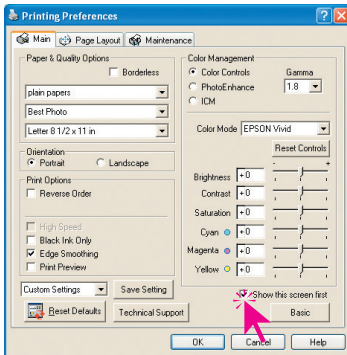 Printing Preferences
Main
Page Layout
Maintenance
Paper & Quality Options
Borderless
plain papers
Best Photo
Letter 8 1/2 x 11 in
Orientation
Portrait
Landscape
Print Options
Reverse Order
High Speed
Black Ink Only
Edge Smoothing
Print Preview
Custom Settings
Save Setting
Reset Defaults
Technical Support
Color Management
Color Controls
PhotoEnhance
ICM
Gamma
1.8
Color Mode EPSON Vivid
Reset Controls
- +
Brightness +0
Contrast +0
Saturation +0
Cyan +0
Magenta +0
Yellow +0
Show this screen first
Basic
OK
Cancel
Help